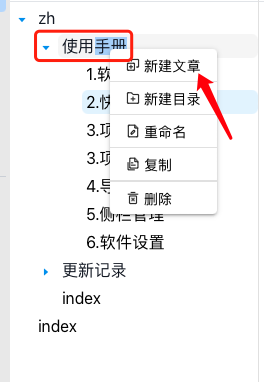 zh
使用手册
新建文章
1.软
新建目录
2.快
重命名
3.项
3.项
复制
4.导
删除
5.侧栏管理
6.软件设置
更新记录
index
index